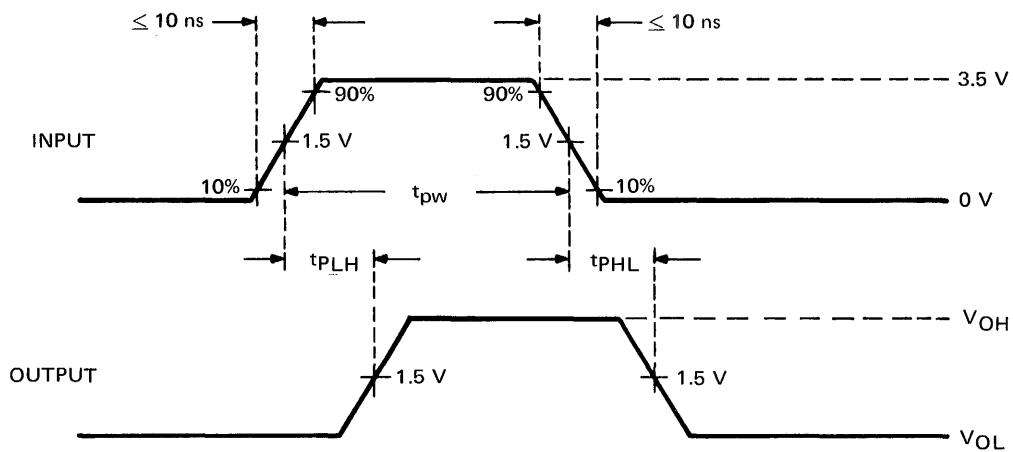 ≤ 10 ns ≤ 10 ns
3.5 V
90% 90%
INPUT 1.5 V 1.5 V
10% tpw 10%
0 V
tPLH tPHL
VOH
OUTPUT 1.5 V 1.5 V
VOL